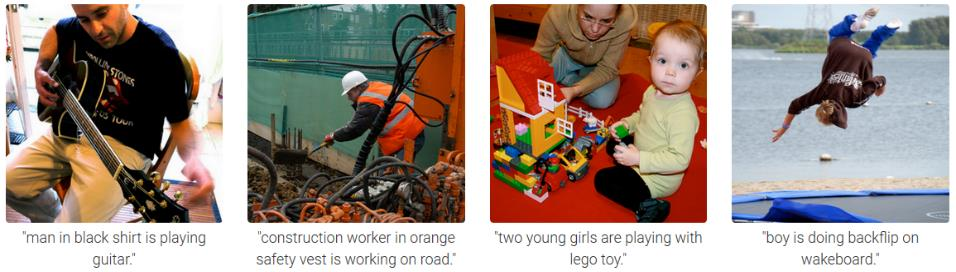 "man in black shirt is playing
guitar."
"construction worker in orange
safety vest is working on road."
"two young girls are playing with
lego toy."
"boy is doing backflip on
wakeboard."